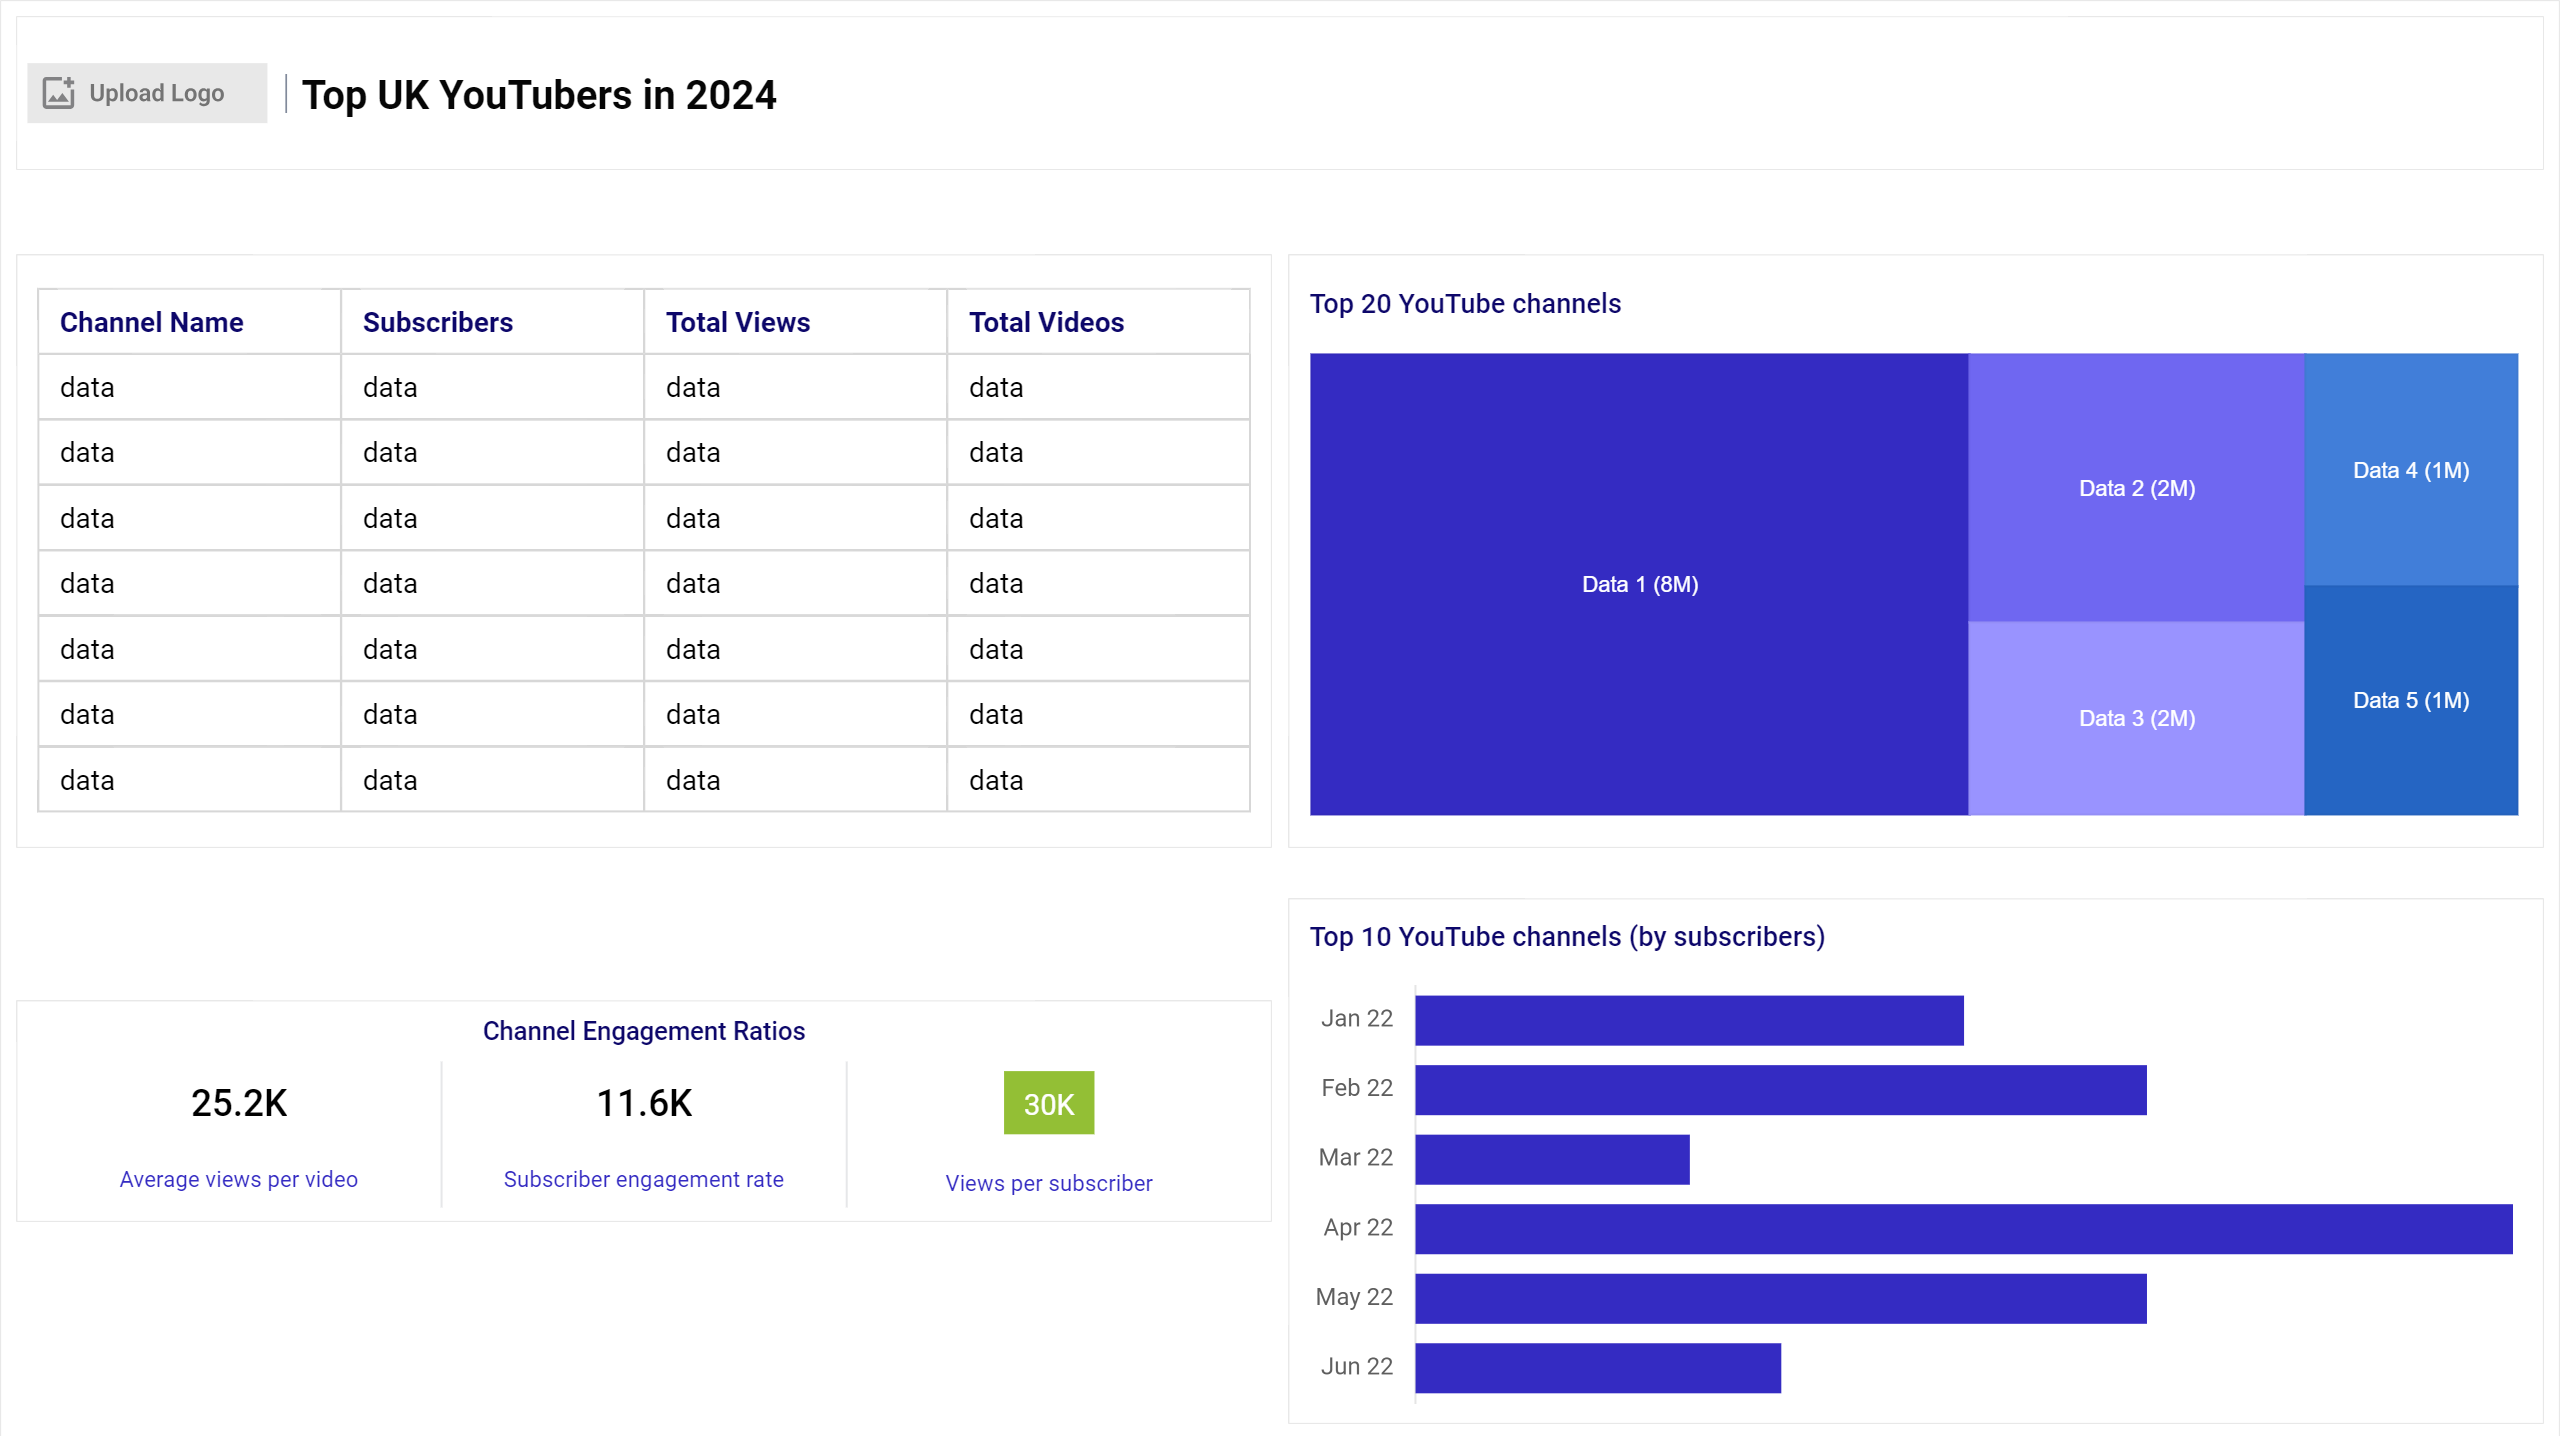 Upload Logo
Top UK YouTubers in 2024
Channel Name Subscribers Total Views Total Videos
data data data data
data data data data
data data data data
data data data data
data data data data
data data data data
data data data data
Top 20 YouTube channels
Data 1 (8M)
Data 2 (2M)
Data 3 (2M)
Data 4 (1M)
Data 5 (1M)
Channel Engagement Ratios
25.2K
Average views per video
11.6K
Subscriber engagement rate
30K
Views per subscriber
Top 10 YouTube channels (by subscribers)
Jan 22
Feb 22
Mar 22
Apr 22
May 22
Jun 22